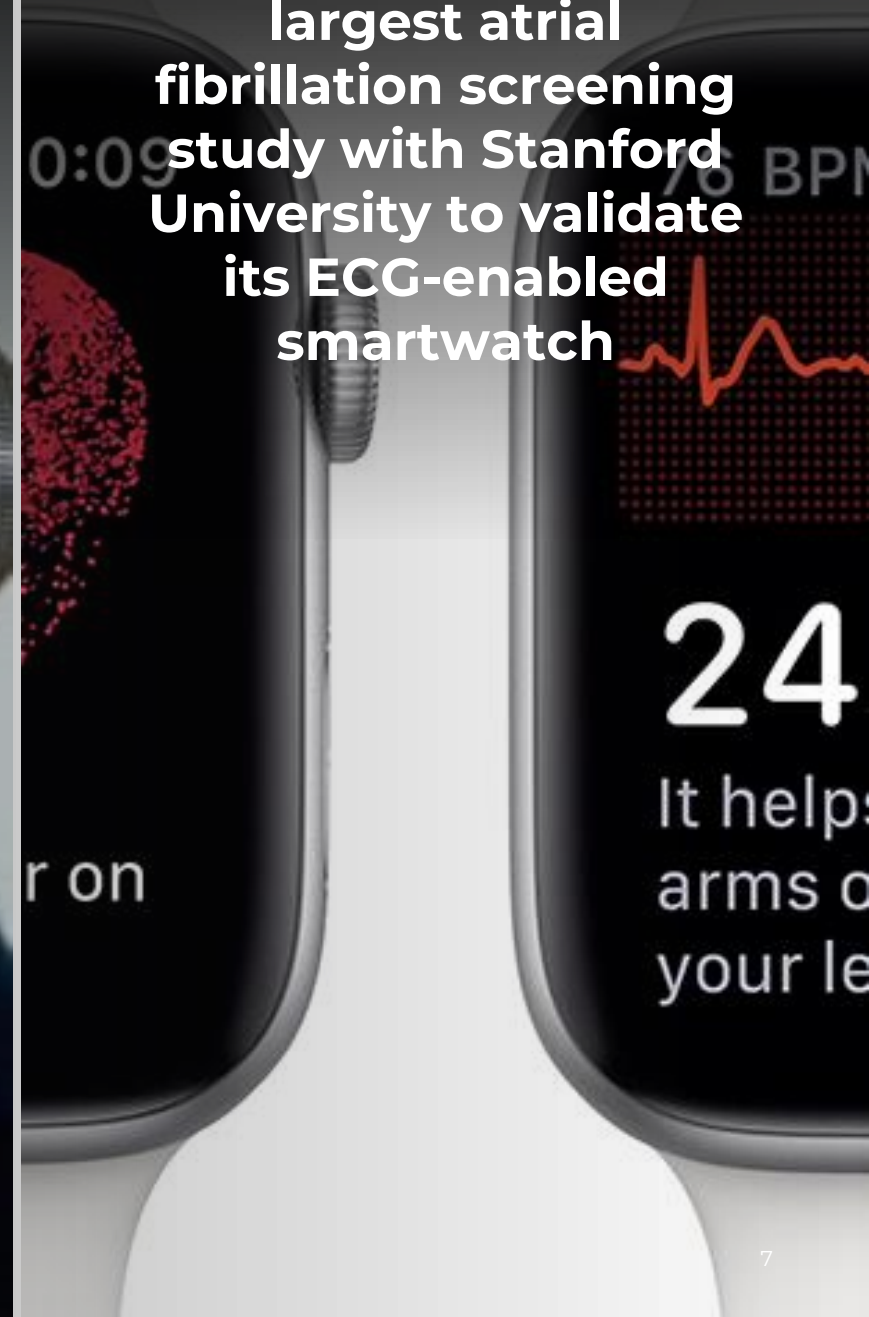 largest atrial
fibrillation screening
study with Stanford
University to validate
its ECG-enabled
smartwatch
0:09
76 BPM
24
r on
It helps
arms o
your le
7